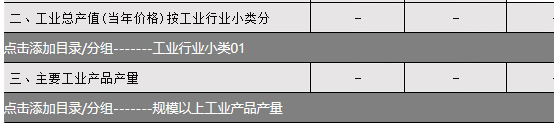 二、工业总产值(当年价格)按工业行业小类分 – –
点击添加目录/分组-------工业行业小类01
三、主要工业产品产量 – –
点击添加目录/分组-------规模以上工业产品产量